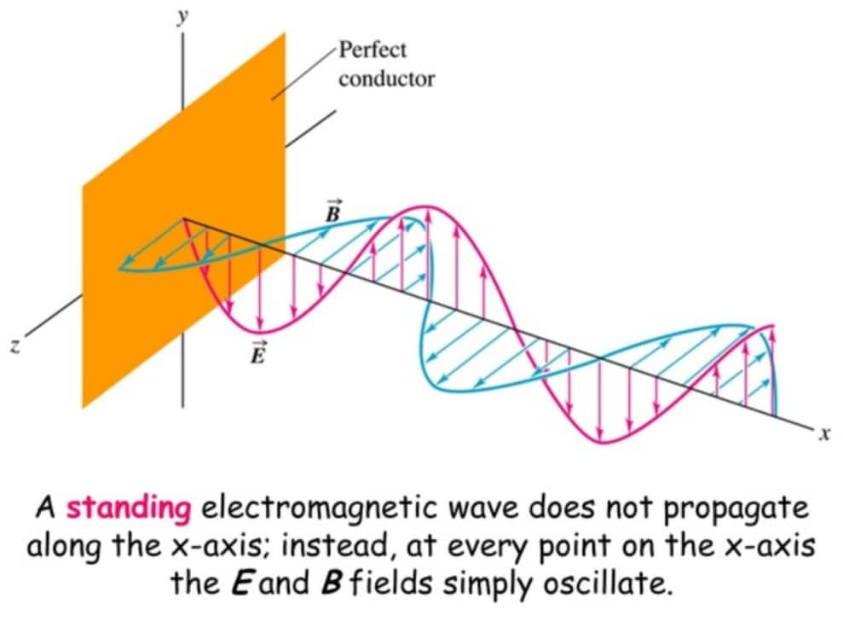 y
Perfect
conductor
B
z
E
x
A standing electromagnetic wave does not propagate
along the x-axis; instead, at every point on the x-axis
the E and B fields simply oscillate.